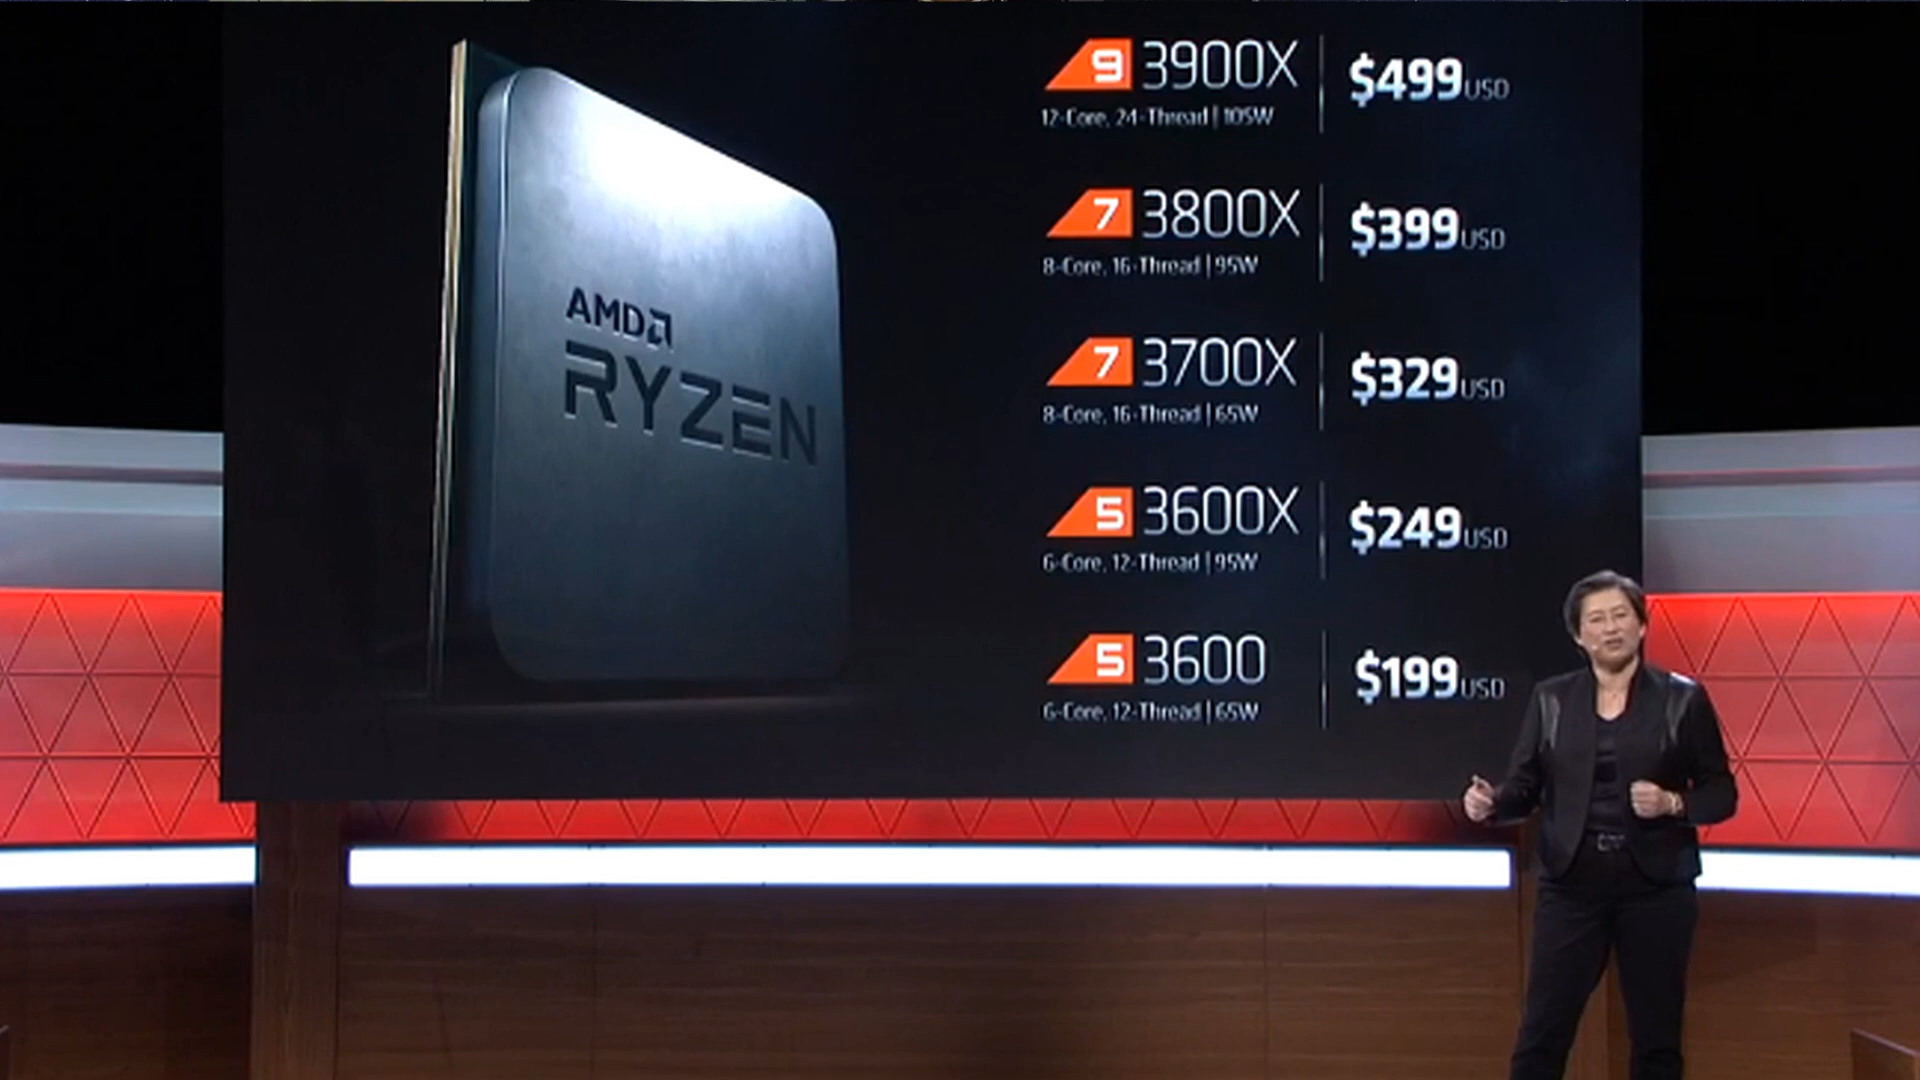 AMD
RYZEN
9 3900X $499 USD
12-Core, 24-Thread | 105W
7 3800X $399 USD
8-Core, 16-Thread | 95W
7 3700X $329 USD
8-Core, 16-Thread | 65W
5 3600X $249 USD
6-Core, 12-Thread | 95W
5 3600 $199 USD
6-Core, 12-Thread | 65W